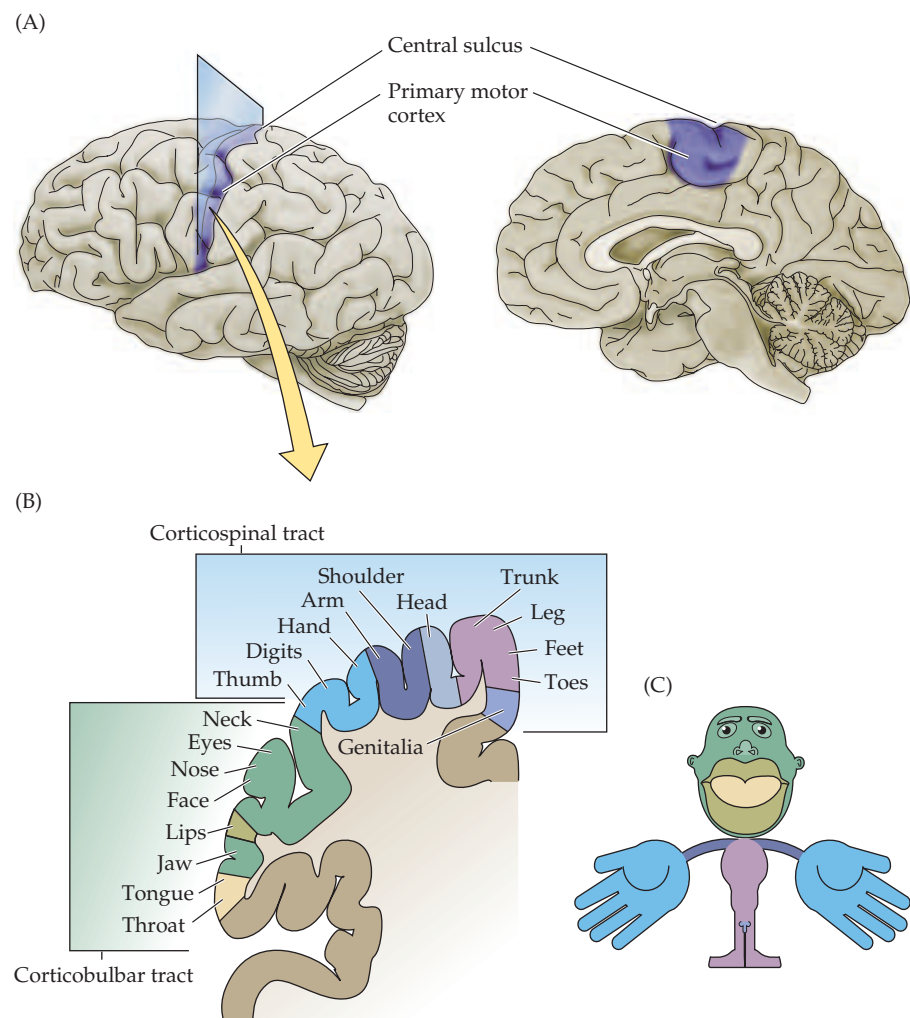 (A)
Central sulcus
Primary motor
cortex
(B)
Corticospinal tract
Shoulder
Trunk
Arm
Head
Leg
Hand
Feet
Digits
Toes
Thumb
(C)
Neck
Genitalia
Eyes
Nose
Face
Lips
Jaw
Tongue
Throat
Corticobulbar tract